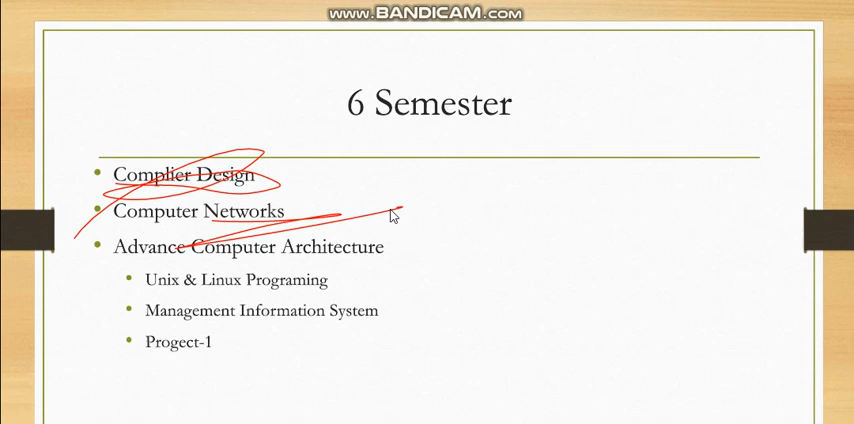 www.BANDICAM.com
6 Semester
Complier Design
Computer Networks
Advance Computer Architecture
Unix & Linux Programing
Management Information System
Progect-1